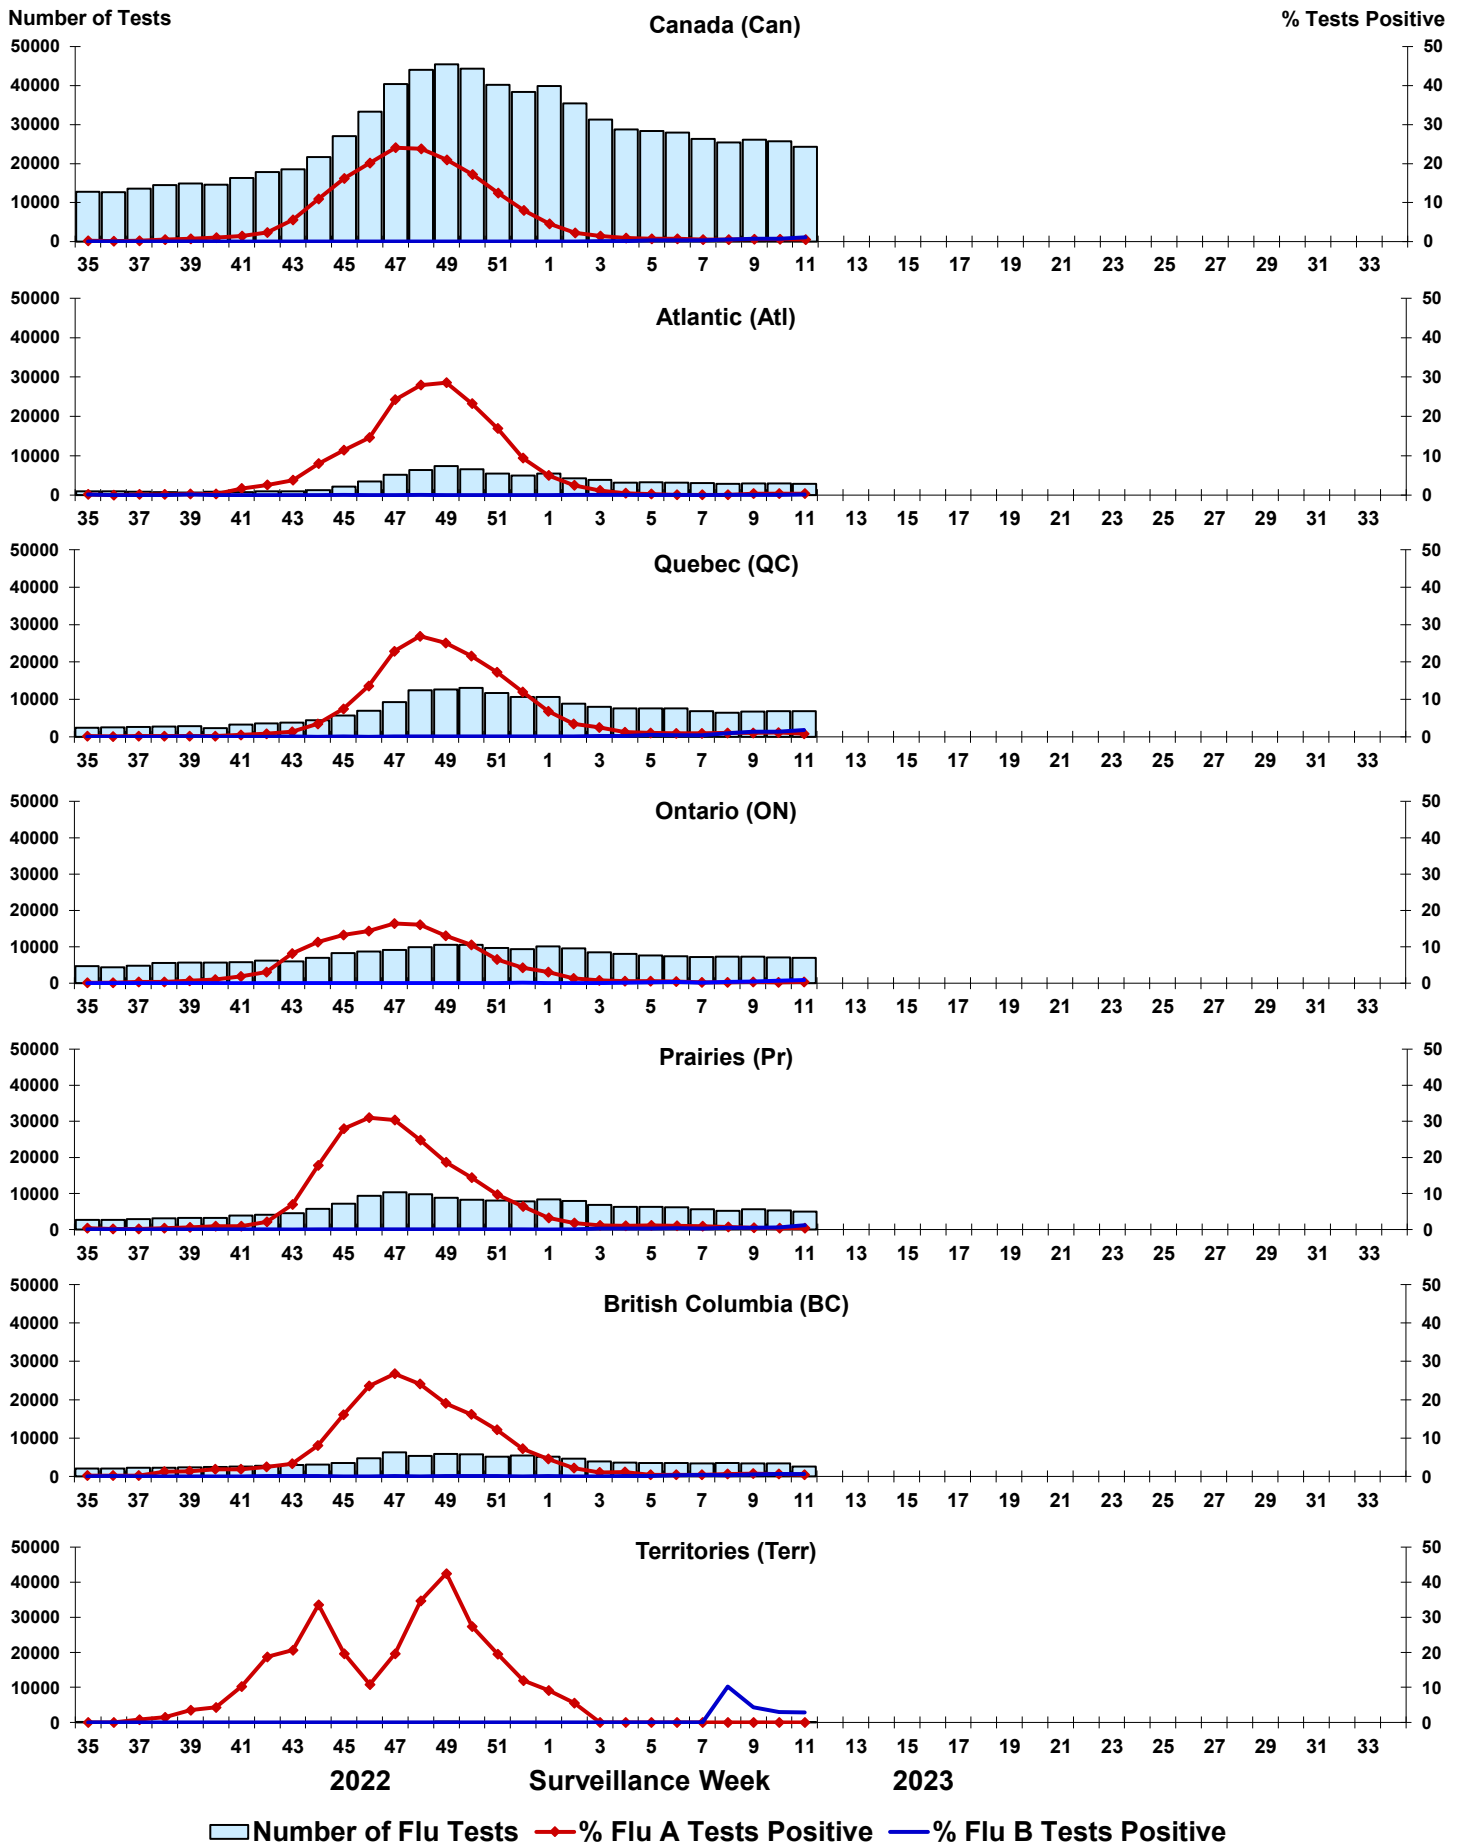 Number of Tests
Canada (Can)
% Tests Positive
50000 50
40000 40
30000 30
20000 20
10000 10
0 0
35 37 39 41 43 45 47 49 51 1 3 5 7 9 11 13 15 17 19 21 23 25 27 29 31 33
Atlantic (Atl)
50000 50
40000 40
30000 30
20000 20
10000 10
0 0
35 37 39 41 43 45 47 49 51 1 3 5 7 9 11 13 15 17 19 21 23 25 27 29 31 33
Quebec (QC)
50000 50
40000 40
30000 30
20000 20
10000 10
0 0
35 37 39 41 43 45 47 49 51 1 3 5 7 9 11 13 15 17 19 21 23 25 27 29 31 33
Ontario (ON)
50000 50
40000 40
30000 30
20000 20
10000 10
0 0
35 37 39 41 43 45 47 49 51 1 3 5 7 9 11 13 15 17 19 21 23 25 27 29 31 33
Prairies (Pr)
50000 50
40000 40
30000 30
20000 20
10000 10
0 0
35 37 39 41 43 45 47 49 51 1 3 5 7 9 11 13 15 17 19 21 23 25 27 29 31 33
British Columbia (BC)
50000 50
40000 40
30000 30
20000 20
10000 10
0 0
35 37 39 41 43 45 47 49 51 1 3 5 7 9 11 13 15 17 19 21 23 25 27 29 31 33
Territories (Terr)
50000 50
40000 40
30000 30
20000 20
10000 10
0 0
35 37 39 41 43 45 47 49 51 1 3 5 7 9 11 13 15 17 19 21 23 25 27 29 31 33
2022 Surveillance Week 2023
Number of Flu Tests % Flu A Tests Positive % Flu B Tests Positive